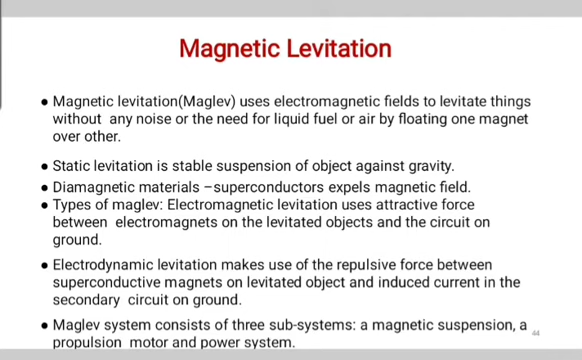 Magnetic Levitation
● Magnetic levitation(Maglev) uses electromagnetic fields to levitate things
without any noise or the need for liquid fuel or air by floating one magnet
over other.
● Static levitation is stable suspension of object against gravity.
● Diamagnetic materials –superconductors expels magnetic field.
● Types of maglev: Electromagnetic levitation uses attractive force
between electromagnets on the levitated objects and the circuit on
ground.
● Electrodynamic levitation makes use of the repulsive force between
superconductive magnets on levitated object and induced current in the
secondary circuit on ground.
● Maglev system consists of three sub-systems: a magnetic suspension, a
propulsion motor and power system.
44